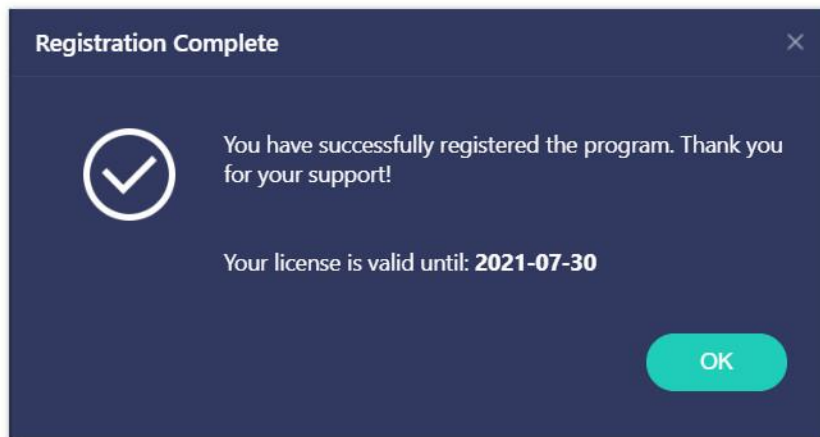 Registration Complete
You have successfully registered the program. Thank you
for your support!
Your license is valid until: 2021-07-30
OK